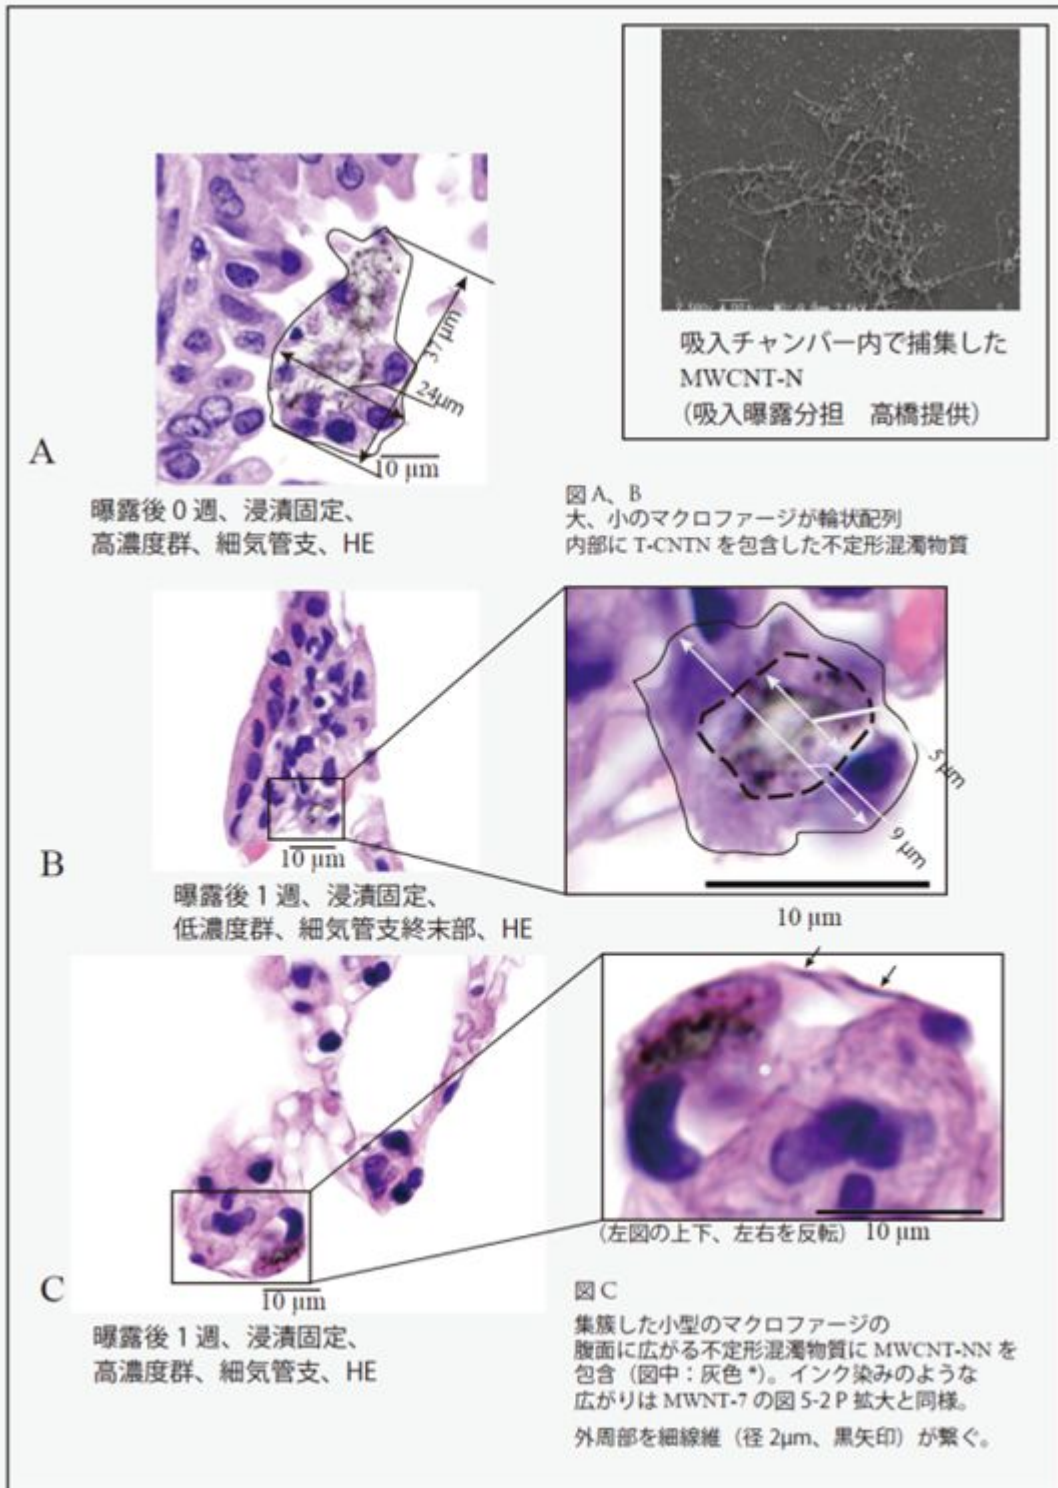 吸入チャンバー内で捕集した
MWCNT-N
（吸入曝露分担　高橋提供）
37 μm
24μm
10 μm
A
曝露後 0 週、浸漬固定、
高濃度群、細気管支、HE
図 A、B
大、小のマクロファージが輪状配列
内部に T-CNTN を包含した不定形混濁物質
5 μm
9 μm
10 μm
10 μm
B
曝露後 1 週、浸漬固定、
低濃度群、細気管支終末部、HE
（左図の上下、左右を反転）
10 μm
10 μm
C
曝露後 1 週、浸漬固定、
高濃度群、細気管支、HE
図 C
集簇した小型のマクロファージの
腹面に広がる不定形混濁物質に MWCNT-NN を
包含（図中：灰色 *）。インク染みのような
広がりは MWNT-7 の図 5-2 P 拡大と同様。
外周部を細線維（径 2μm、黒矢印）が繋ぐ。